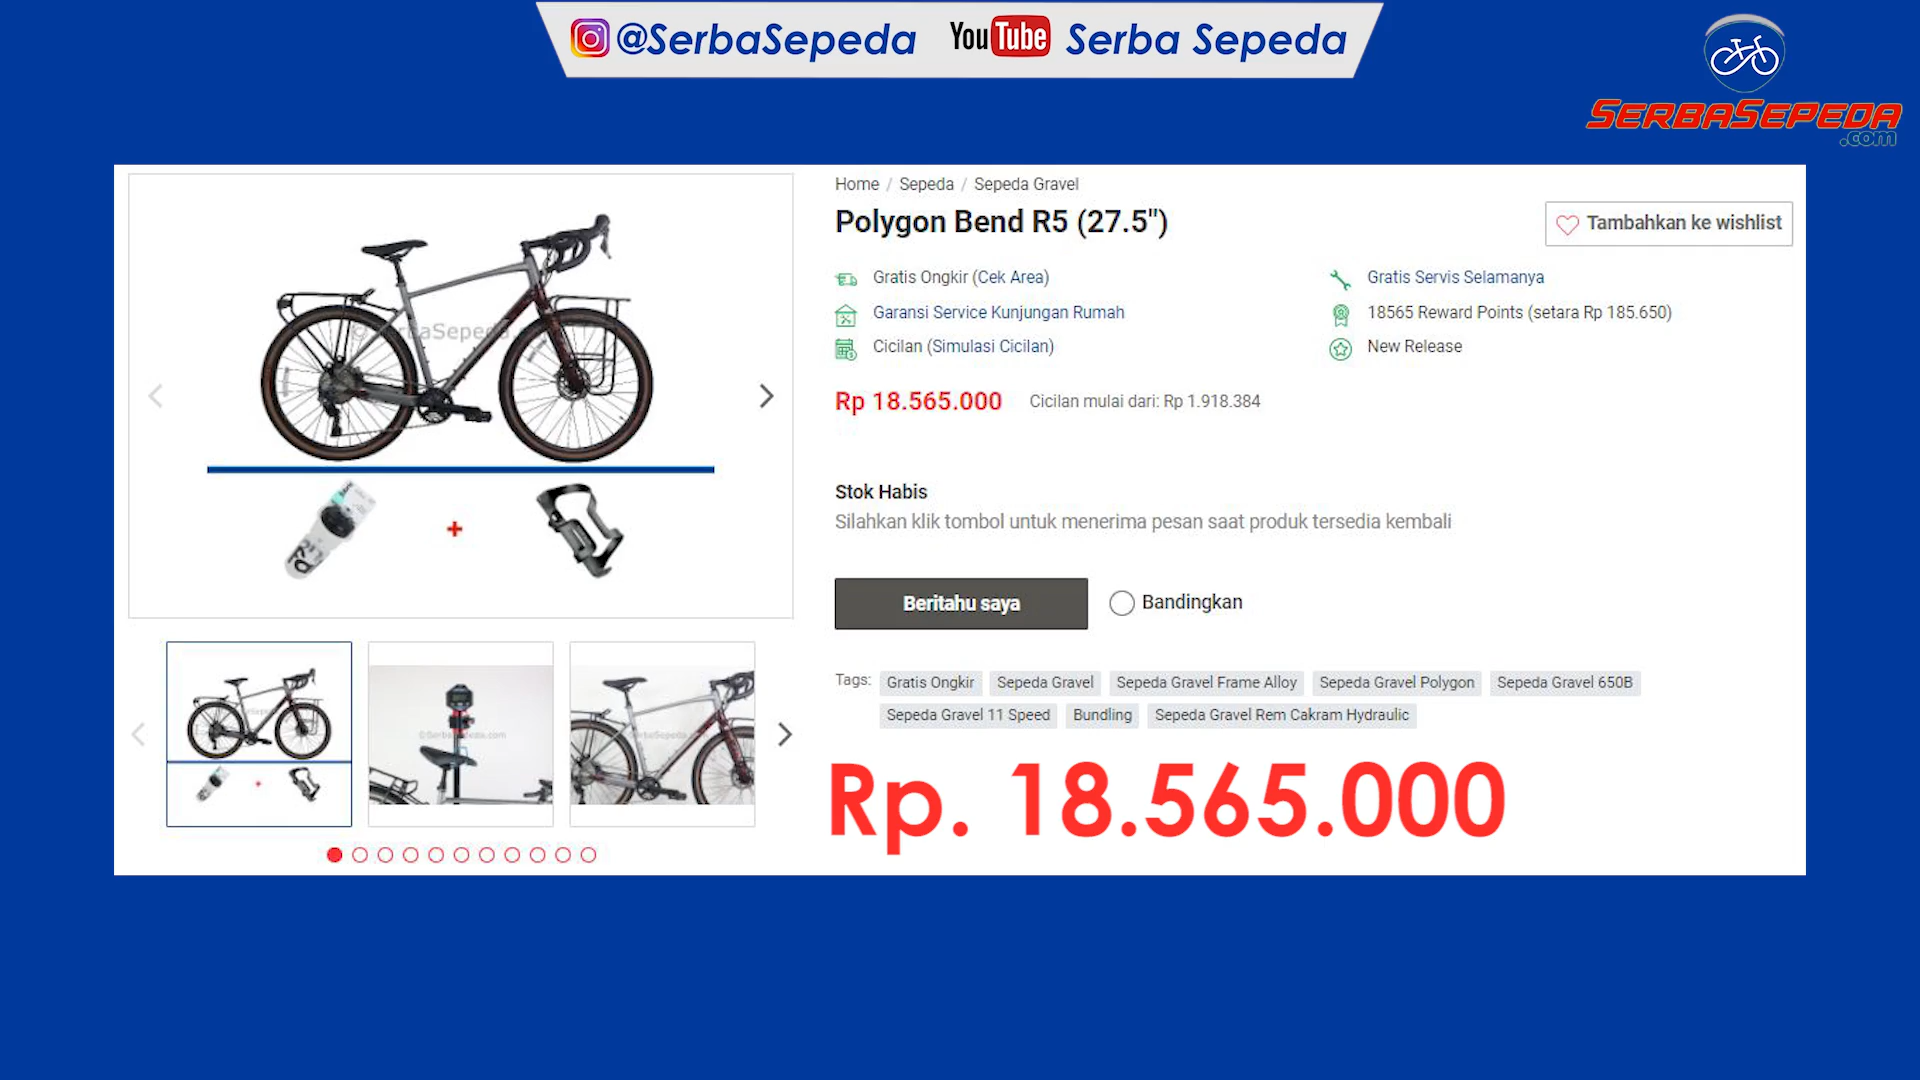 @SerbaSepeda YouTube Serba Sepeda
SERBASEPEDA
.com
Home / Sepeda / Sepeda Gravel
Polygon Bend R5 (27.5")
Tambahkan ke wishlist
Gratis Ongkir (Cek Area)
Gratis Servis Selamanya
Garansi Service Kunjungan Rumah
18565 Reward Points (setara Rp 185.650)
Cicilan (Simulasi Cicilan)
New Release
Rp 18.565.000
Cicilan mulai dari: Rp 1.918.384
Stok Habis
Silahkan klik tombol untuk menerima pesan saat produk tersedia kembali
Beritahu saya
Bandingkan
Tags: Gratis Ongkir Sepeda Gravel Sepeda Gravel Frame Alloy Sepeda Gravel Polygon Sepeda Gravel 650B
Sepeda Gravel 11 Speed Bundling Sepeda Gravel Rem Cakram Hydraulic
Rp. 18.565.000